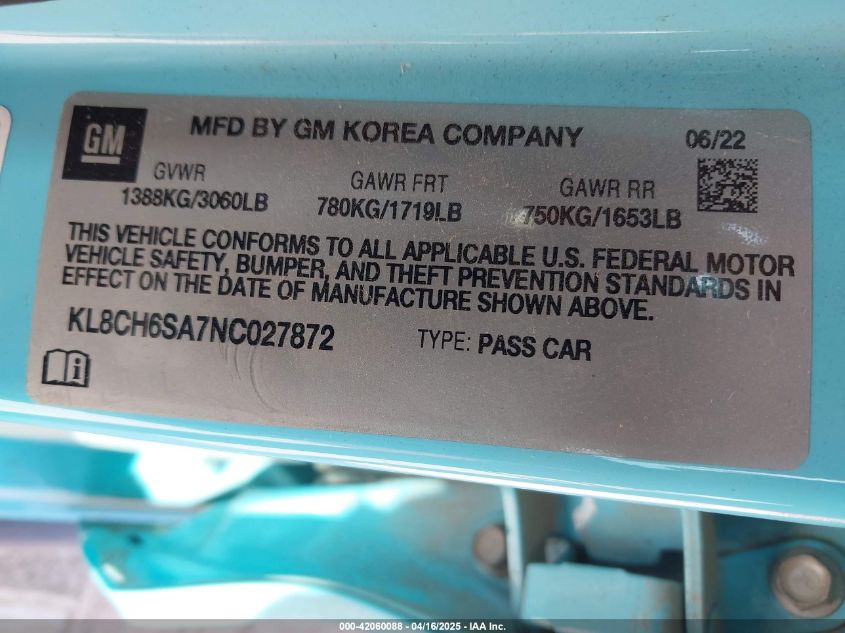 GM
MFD BY GM KOREA COMPANY
06/22
GVWR
1388KG/3060LB
GAWR FRT
780KG/1719LB
GAWR RR
750KG/1653LB
THIS VEHICLE CONFORMS TO ALL APPLICABLE U.S. FEDERAL MOTOR
VEHICLE SAFETY, BUMPER, AND THEFT PREVENTION STANDARDS IN
EFFECT ON THE DATE OF MANUFACTURE SHOWN ABOVE.
KL8CH6SA7NC027872
TYPE: PASS CAR
000-42060088 - 04/16/2025 - IAA Inc.